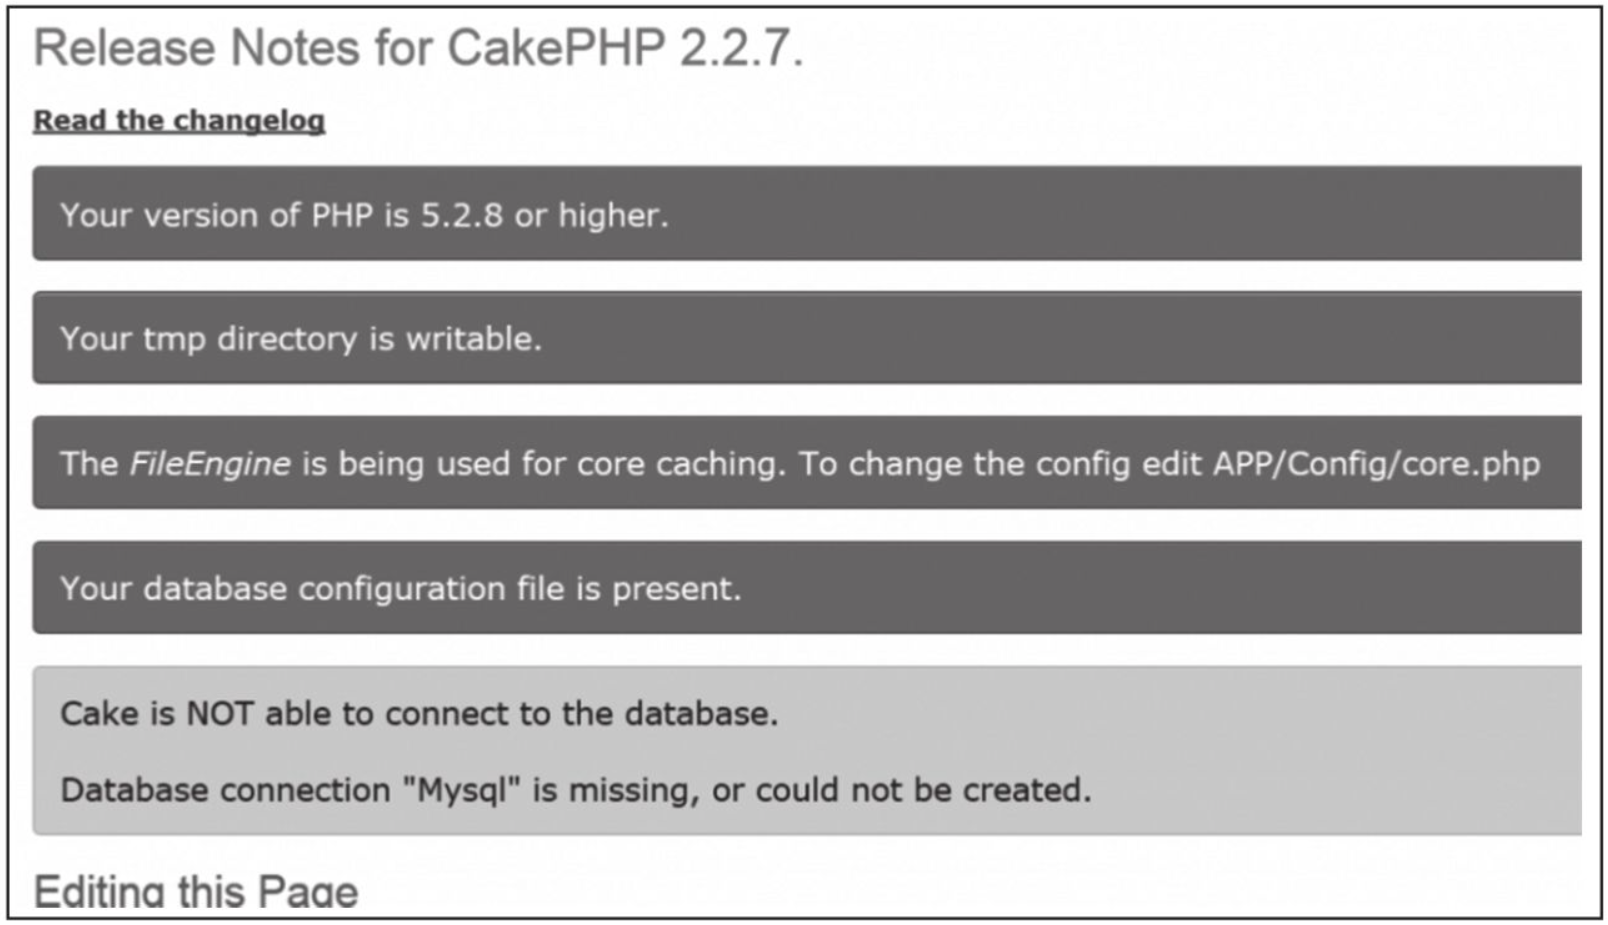 Release Notes for CakePHP 2.2.7.
Read the changelog
Your version of PHP is 5.2.8 or higher.
Your tmp directory is writable.
The FileEngine is being used for core caching. To change the config edit APP/Config/core.php
Your database configuration file is present.
Cake is NOT able to connect to the database.
Database connection "Mysql" is missing, or could not be created.
Editing this Page